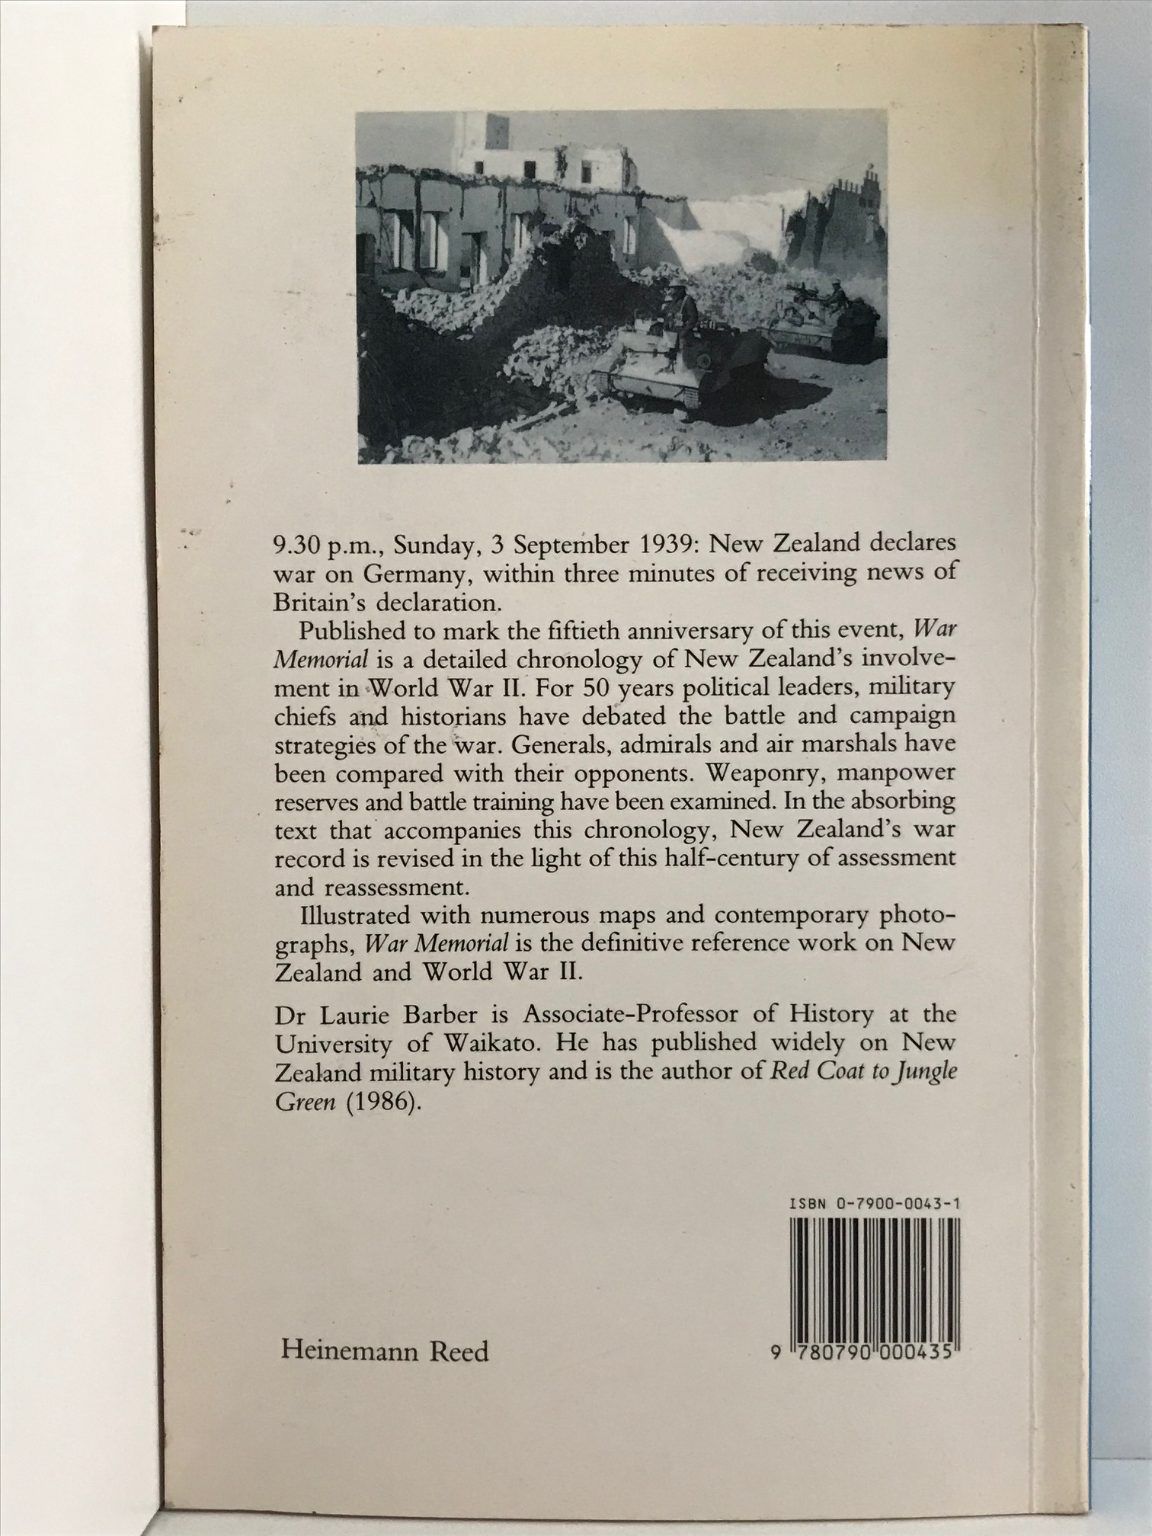 9.30 p.m., Sunday, 3 September 1939: New Zealand declares
war on Germany, within three minutes of receiving news of
Britain's declaration.
Published to mark the fiftieth anniversary of this event, War
Memorial is a detailed chronology of New Zealand's involve-
ment in World War II. For 50 years political leaders, military
chiefs and historians have debated the battle and campaign
strategies of the war. Generals, admirals and air marshals have
been compared with their opponents. Weaponry, manpower
reserves and battle training have been examined. In the absorbing
text that accompanies this chronology, New Zealand's war
record is revised in the light of this half-century of assessment
and reassessment.
Illustrated with numerous maps and contemporary photo-
graphs, War Memorial is the definitive reference work on New
Zealand and World War II.
Dr Laurie Barber is Associate-Professor of History at the
University of Waikato. He has published widely on New
Zealand military history and is the author of Red Coat to Jungle
Green (1986).
ISBN 0-7900-0043-1
9 780790 000435
Heinemann Reed